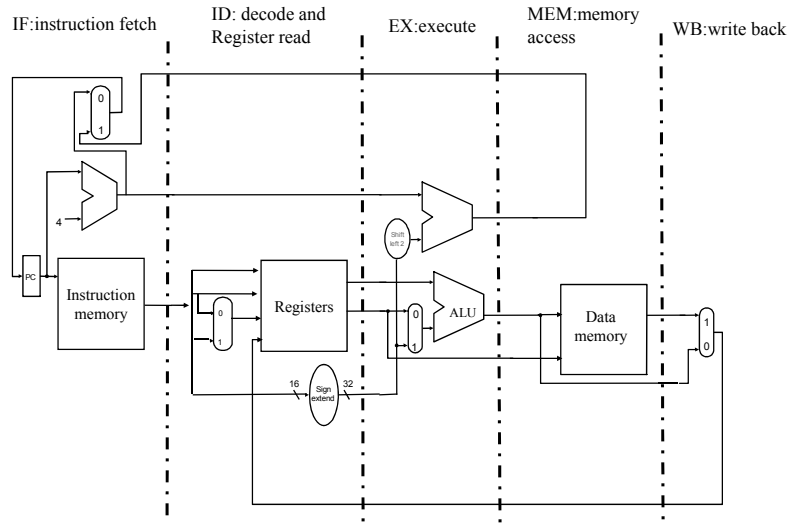 IF:instruction fetch
ID: decode and
Register read
EX:execute
MEM:memory
access
WB:write back
0
1
4
Shift
left 2
PC
Instruction
memory
0
1
Registers
0
1
ALU
Data
memory
1
0
16
Sign
extend
32